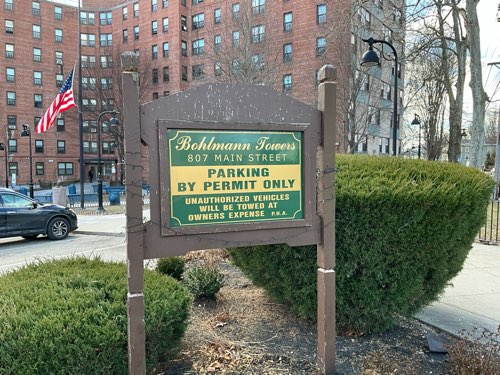 Bohlmann Towers
807 MAIN STREET
PARKING
BY PERMIT ONLY
UNAUTHORIZED VEHICLES
WILL BE TOWED AT
OWNERS EXPENSE P.H.A.